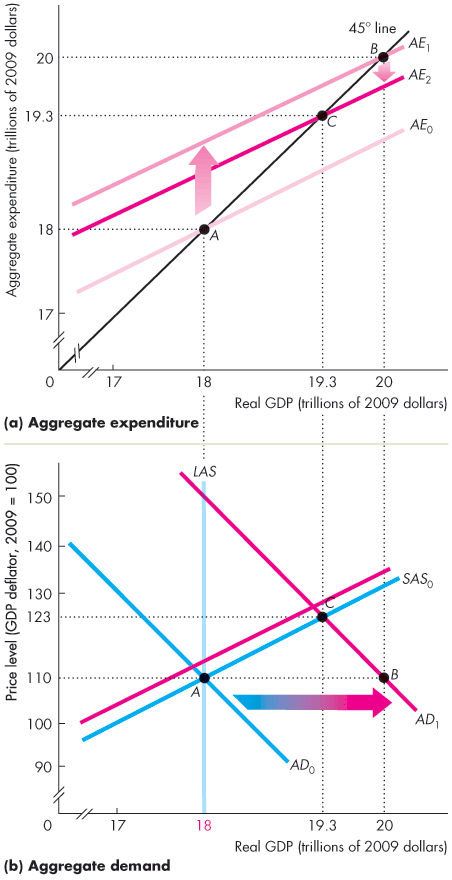 Aggregate expenditure (trillions of 2009 dollars)
45° line
B
AE1
20
AE2
19.3
C
AE0
18
A
17
0
17
18
19.3
20
Real GDP (trillions of 2009 dollars)
(a) Aggregate expenditure
Price level (GDP deflator, 2009 = 100)
LAS
150
140
SAS0
130
C
123
110
A
B
100
AD1
90
AD0
0
17
18
19.3
20
Real GDP (trillions of 2009 dollars)
(b) Aggregate demand